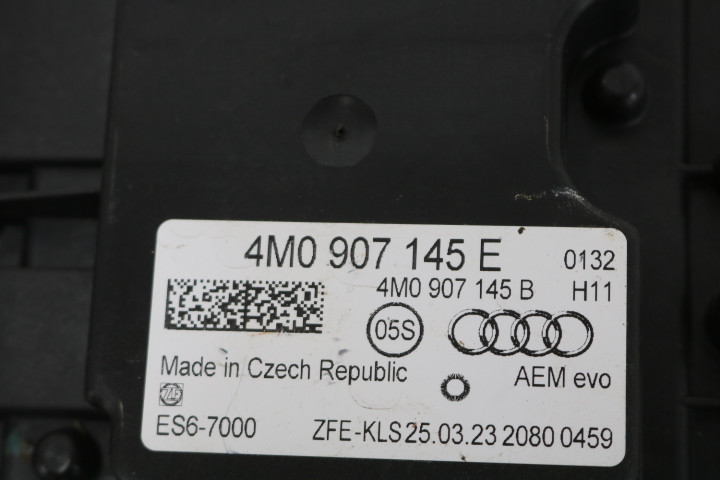 4M0 907 145 E 0132
4M0 907 145 B H11
05S
Made in Czech Republic AEM evo
ZF
ES6-7000 ZFE-KLS 25.03.23 2080 0459